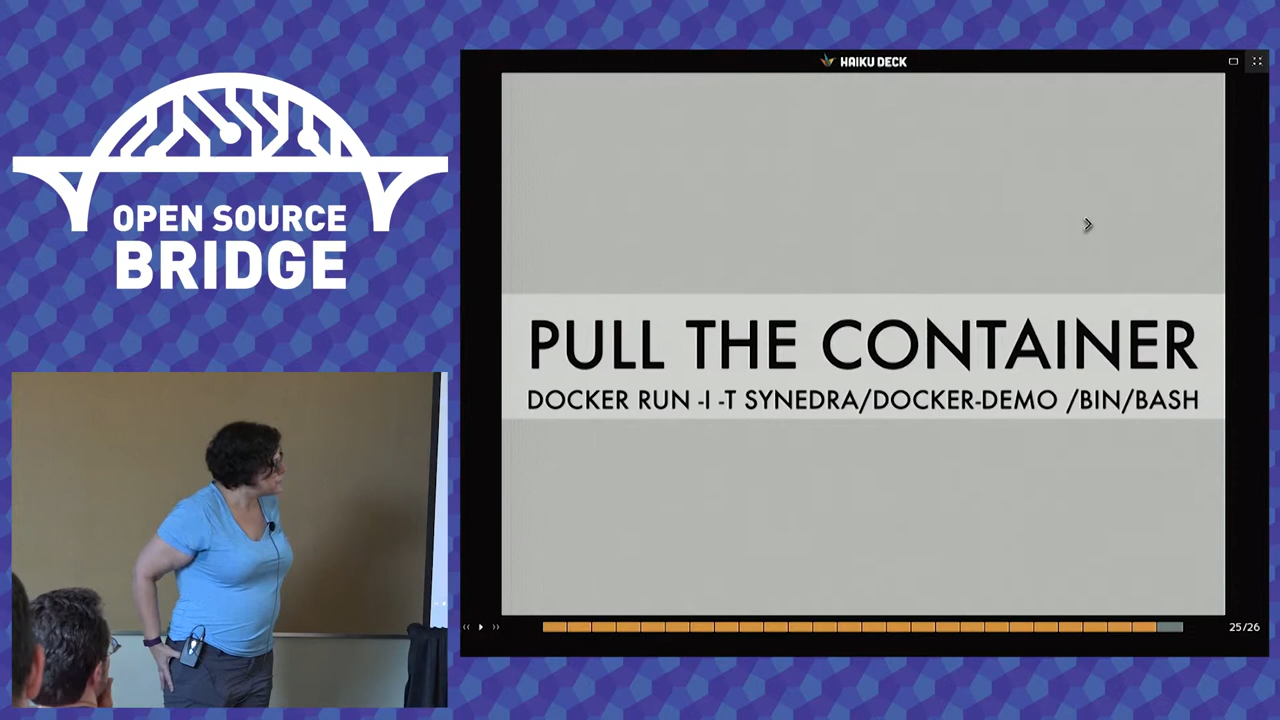 OPEN SOURCE
BRIDGE
HAIKU DECK
PULL THE CONTAINER
DOCKER RUN -I -T SYNEDRA/DOCKER-DEMO /BIN/BASH
25/26